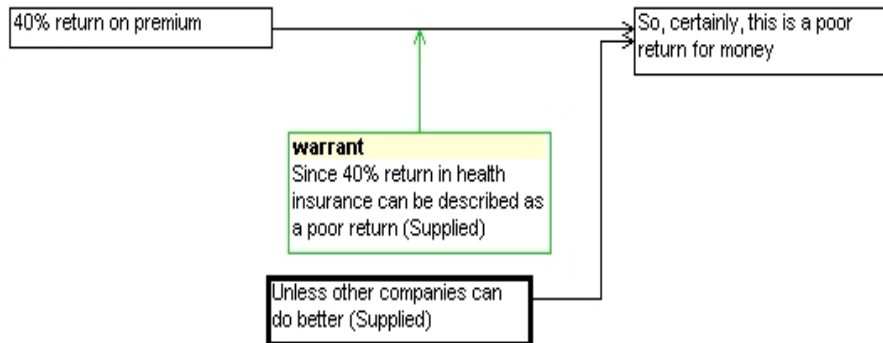 40% return on premium
So, certainly, this is a poor
return for money
warrant
Since 40% return in health
insurance can be described as
a poor return (Supplied)
Unless other companies can
do better (Supplied)